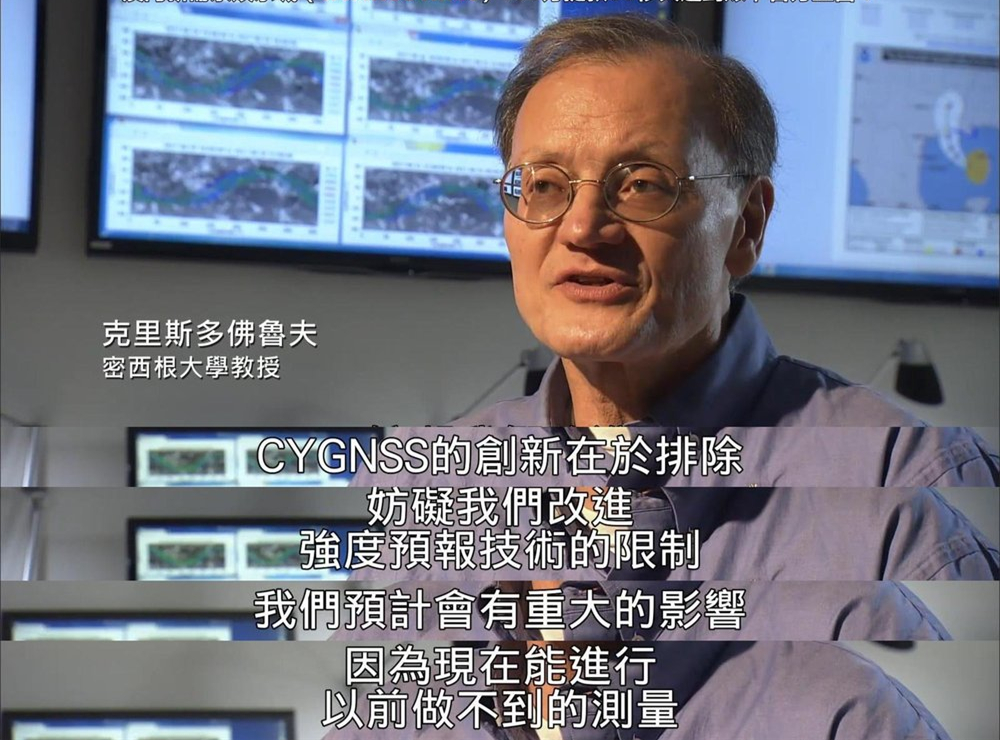 克里斯多佛魯夫
密西根大學教授
CYGNSS的創新在於排除
妨礙我們改進
強度預報技術的限制
我們預計會有重大的影響
因為現在能進行
以前做不到的測量